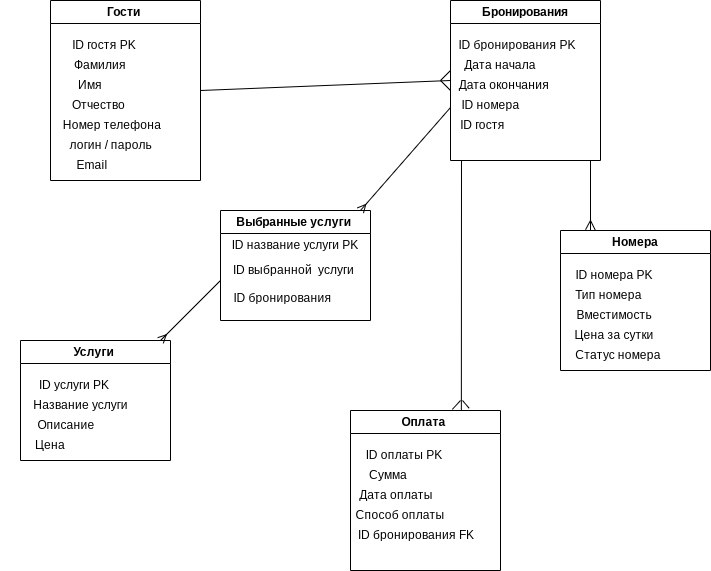 Гости
ID гостя PK
Фамилия
Имя
Отчество
Номер телефона
логин / пароль
Email
Бронирования
ID бронирования PK
Дата начала
Дата окончания
ID номера
ID гостя
Выбранные услуги
ID название услуги PK
ID выбранной услуги
ID бронирования
Номера
ID номера PK
Тип номера
Вместимость
Цена за сутки
Статус номера
Услуги
ID услуги PK
Название услуги
Описание
Цена
Оплата
ID оплаты PK
Сумма
Дата оплаты
Способ оплаты
ID бронирования FK